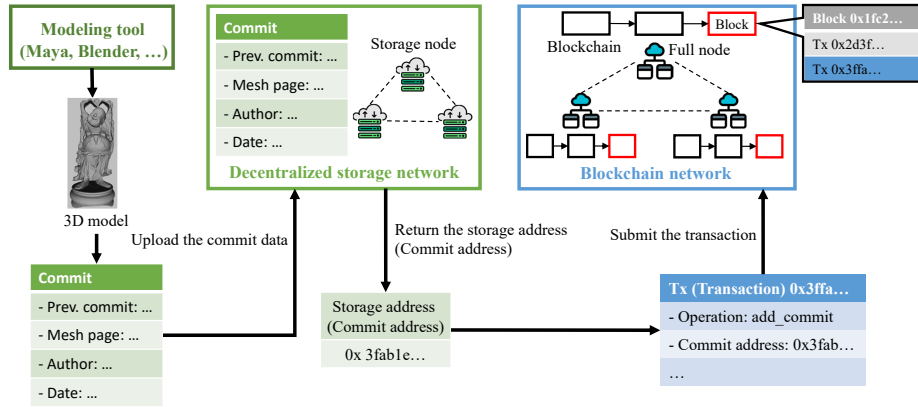 Modeling tool
(Maya, Blender, …)
3D model
Commit
- Prev. commit: …
- Mesh page: …
- Author: …
- Date: …
Upload the commit data
Commit
- Prev. commit: …
- Mesh page: …
- Author: …
- Date: …
Storage node
Decentralized storage network
Return the storage address
(Commit address)
Storage address
(Commit address)
0x 3fab1e…
Tx (Transaction) 0x3ffa…
- Operation: add_commit
- Commit address: 0x3fab…
…
Submit the transaction
Blockchain
Block
Full node
Blockchain network
Block 0x1fc2…
Tx 0x2d3f…
Tx 0x3ffa…